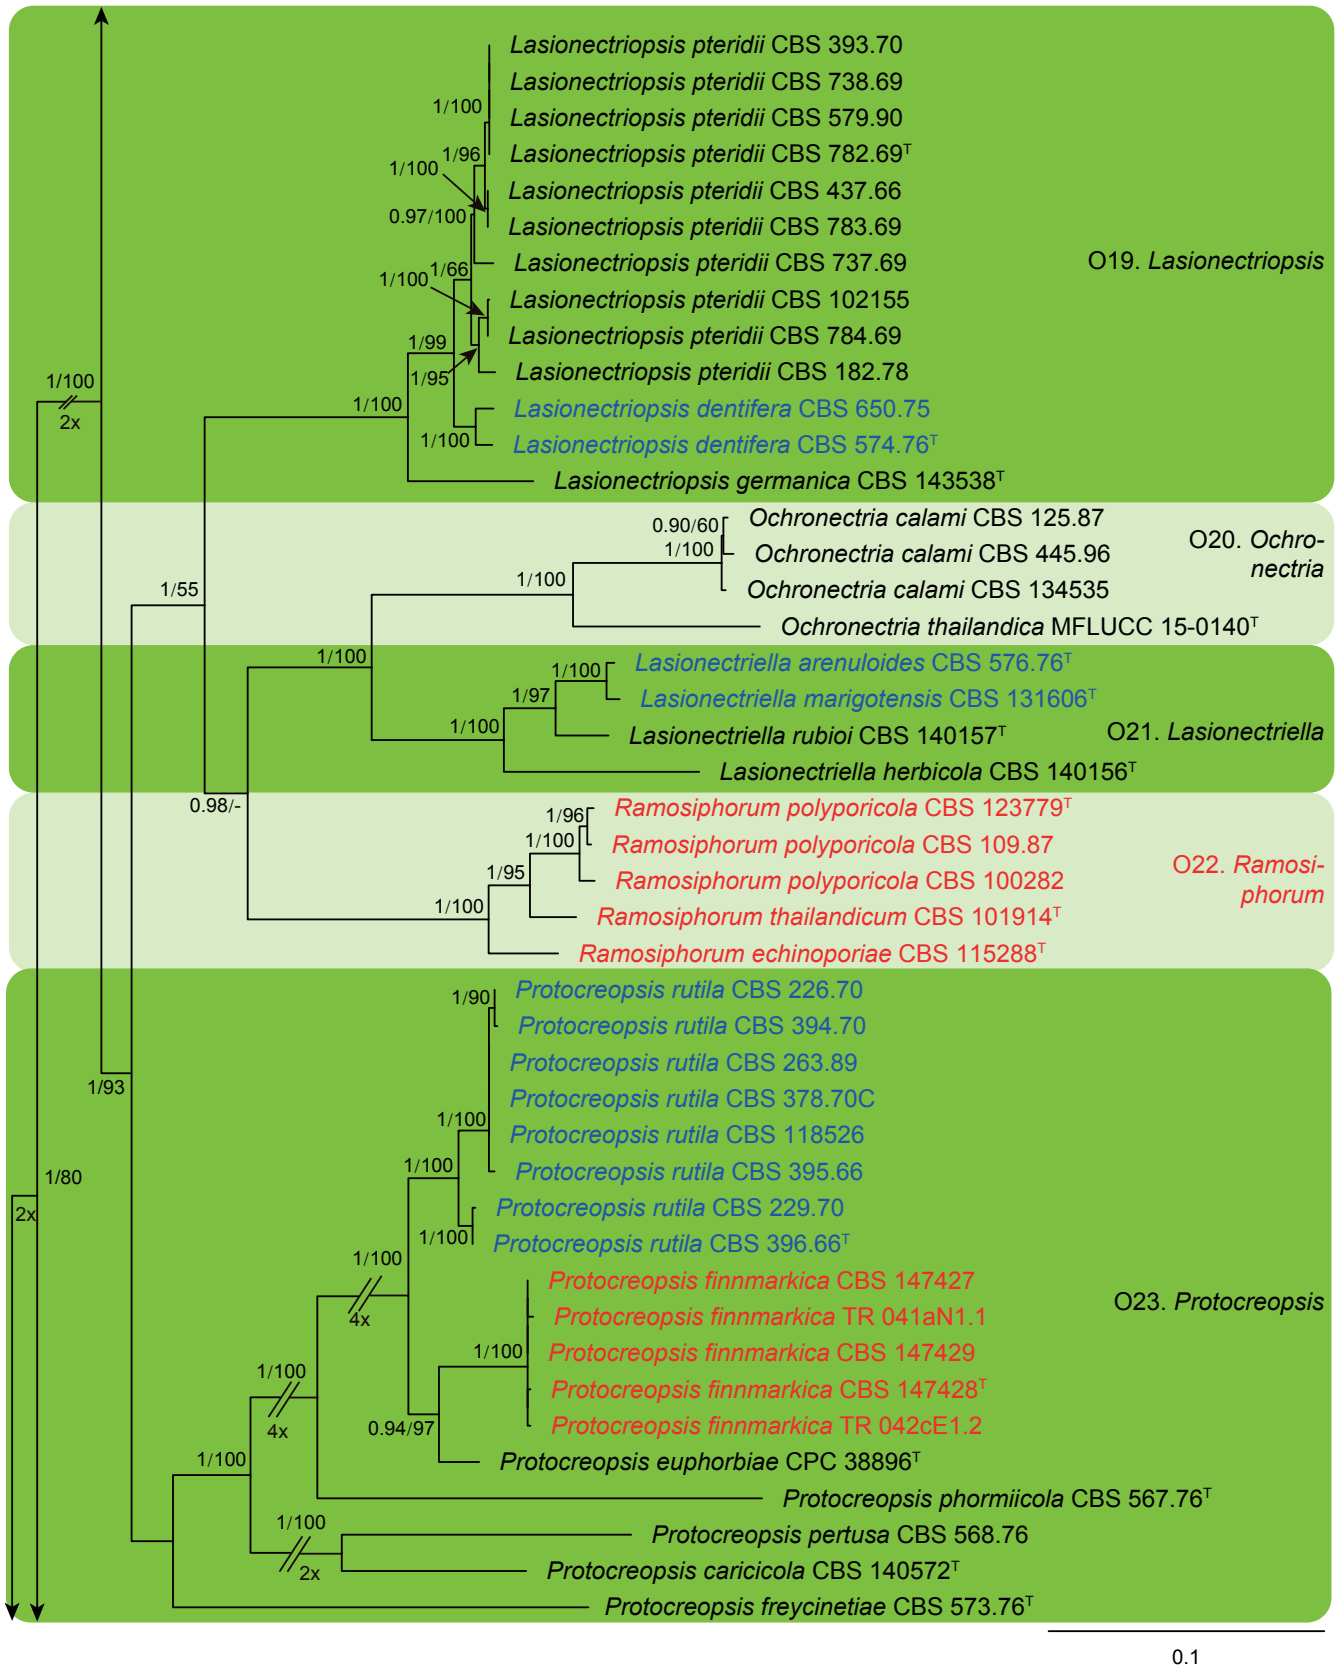 Lasionectriopsis pteridii CBS 393.70
Lasionectriopsis pteridii CBS 738.69
1/100
Lasionectriopsis pteridii CBS 579.90
1/96
Lasionectriopsis pteridii CBS 782.69ᵀ
1/100
Lasionectriopsis pteridii CBS 437.66
0.97/100
Lasionectriopsis pteridii CBS 783.69
Lasionectriopsis pteridii CBS 737.69
O19. Lasionectriopsis
1/66
1/100
Lasionectriopsis pteridii CBS 102155
Lasionectriopsis pteridii CBS 784.69
1/99
Lasionectriopsis pteridii CBS 182.78
1/95
1/100
2x
1/100
Lasionectriopsis dentifera CBS 650.75
1/100
Lasionectriopsis dentifera CBS 574.76ᵀ
Lasionectriopsis germanica CBS 143538ᵀ
Ochronectria calami CBS 125.87
0.90/60
O20. Ochro-
nectria
1/100
Ochronectria calami CBS 445.96
1/100
Ochronectria calami CBS 134535
1/55
Ochronectria thailandica MFLUCC 15-0140ᵀ
1/100
Lasionectriella arenuloides CBS 576.76ᵀ
1/100
Lasionectriella marigotensis CBS 131606ᵀ
1/97
1/100
Lasionectriella rubioi CBS 140157ᵀ
O21. Lasionectriella
Lasionectriella herbicola CBS 140156ᵀ
0.98/-
Ramosiphorum polyporicola CBS 123779ᵀ
1/96
1/100
Ramosiphorum polyporicola CBS 109.87
O22. Ramosi-
phorum
1/95
Ramosiphorum polyporicola CBS 100282
1/100
Ramosiphorum thailandicum CBS 101914ᵀ
Ramosiphorum echinoporiae CBS 115288ᵀ
Protocreopsis rutila CBS 226.70
1/90
Protocreopsis rutila CBS 394.70
Protocreopsis rutila CBS 263.89
1/93
Protocreopsis rutila CBS 378.70C
1/100
Protocreopsis rutila CBS 118526
1/100
Protocreopsis rutila CBS 395.66
1/80
2x
Protocreopsis rutila CBS 229.70
1/100
Protocreopsis rutila CBS 396.66ᵀ
1/100
4x
Protocreopsis finnmarkica CBS 147427
O23. Protocreopsis
Protocreopsis finnmarkica TR 041aN1.1
1/100
Protocreopsis finnmarkica CBS 147429
1/100
4x
Protocreopsis finnmarkica CBS 147428ᵀ
0.94/97
Protocreopsis finnmarkica TR 042cE1.2
1/100
Protocreopsis euphorbiae CPC 38896ᵀ
Protocreopsis phormiicola CBS 567.76ᵀ
1/100
2x
Protocreopsis pertusa CBS 568.76
Protocreopsis caricicola CBS 140572ᵀ
Protocreopsis freycinetiae CBS 573.76ᵀ
0.1